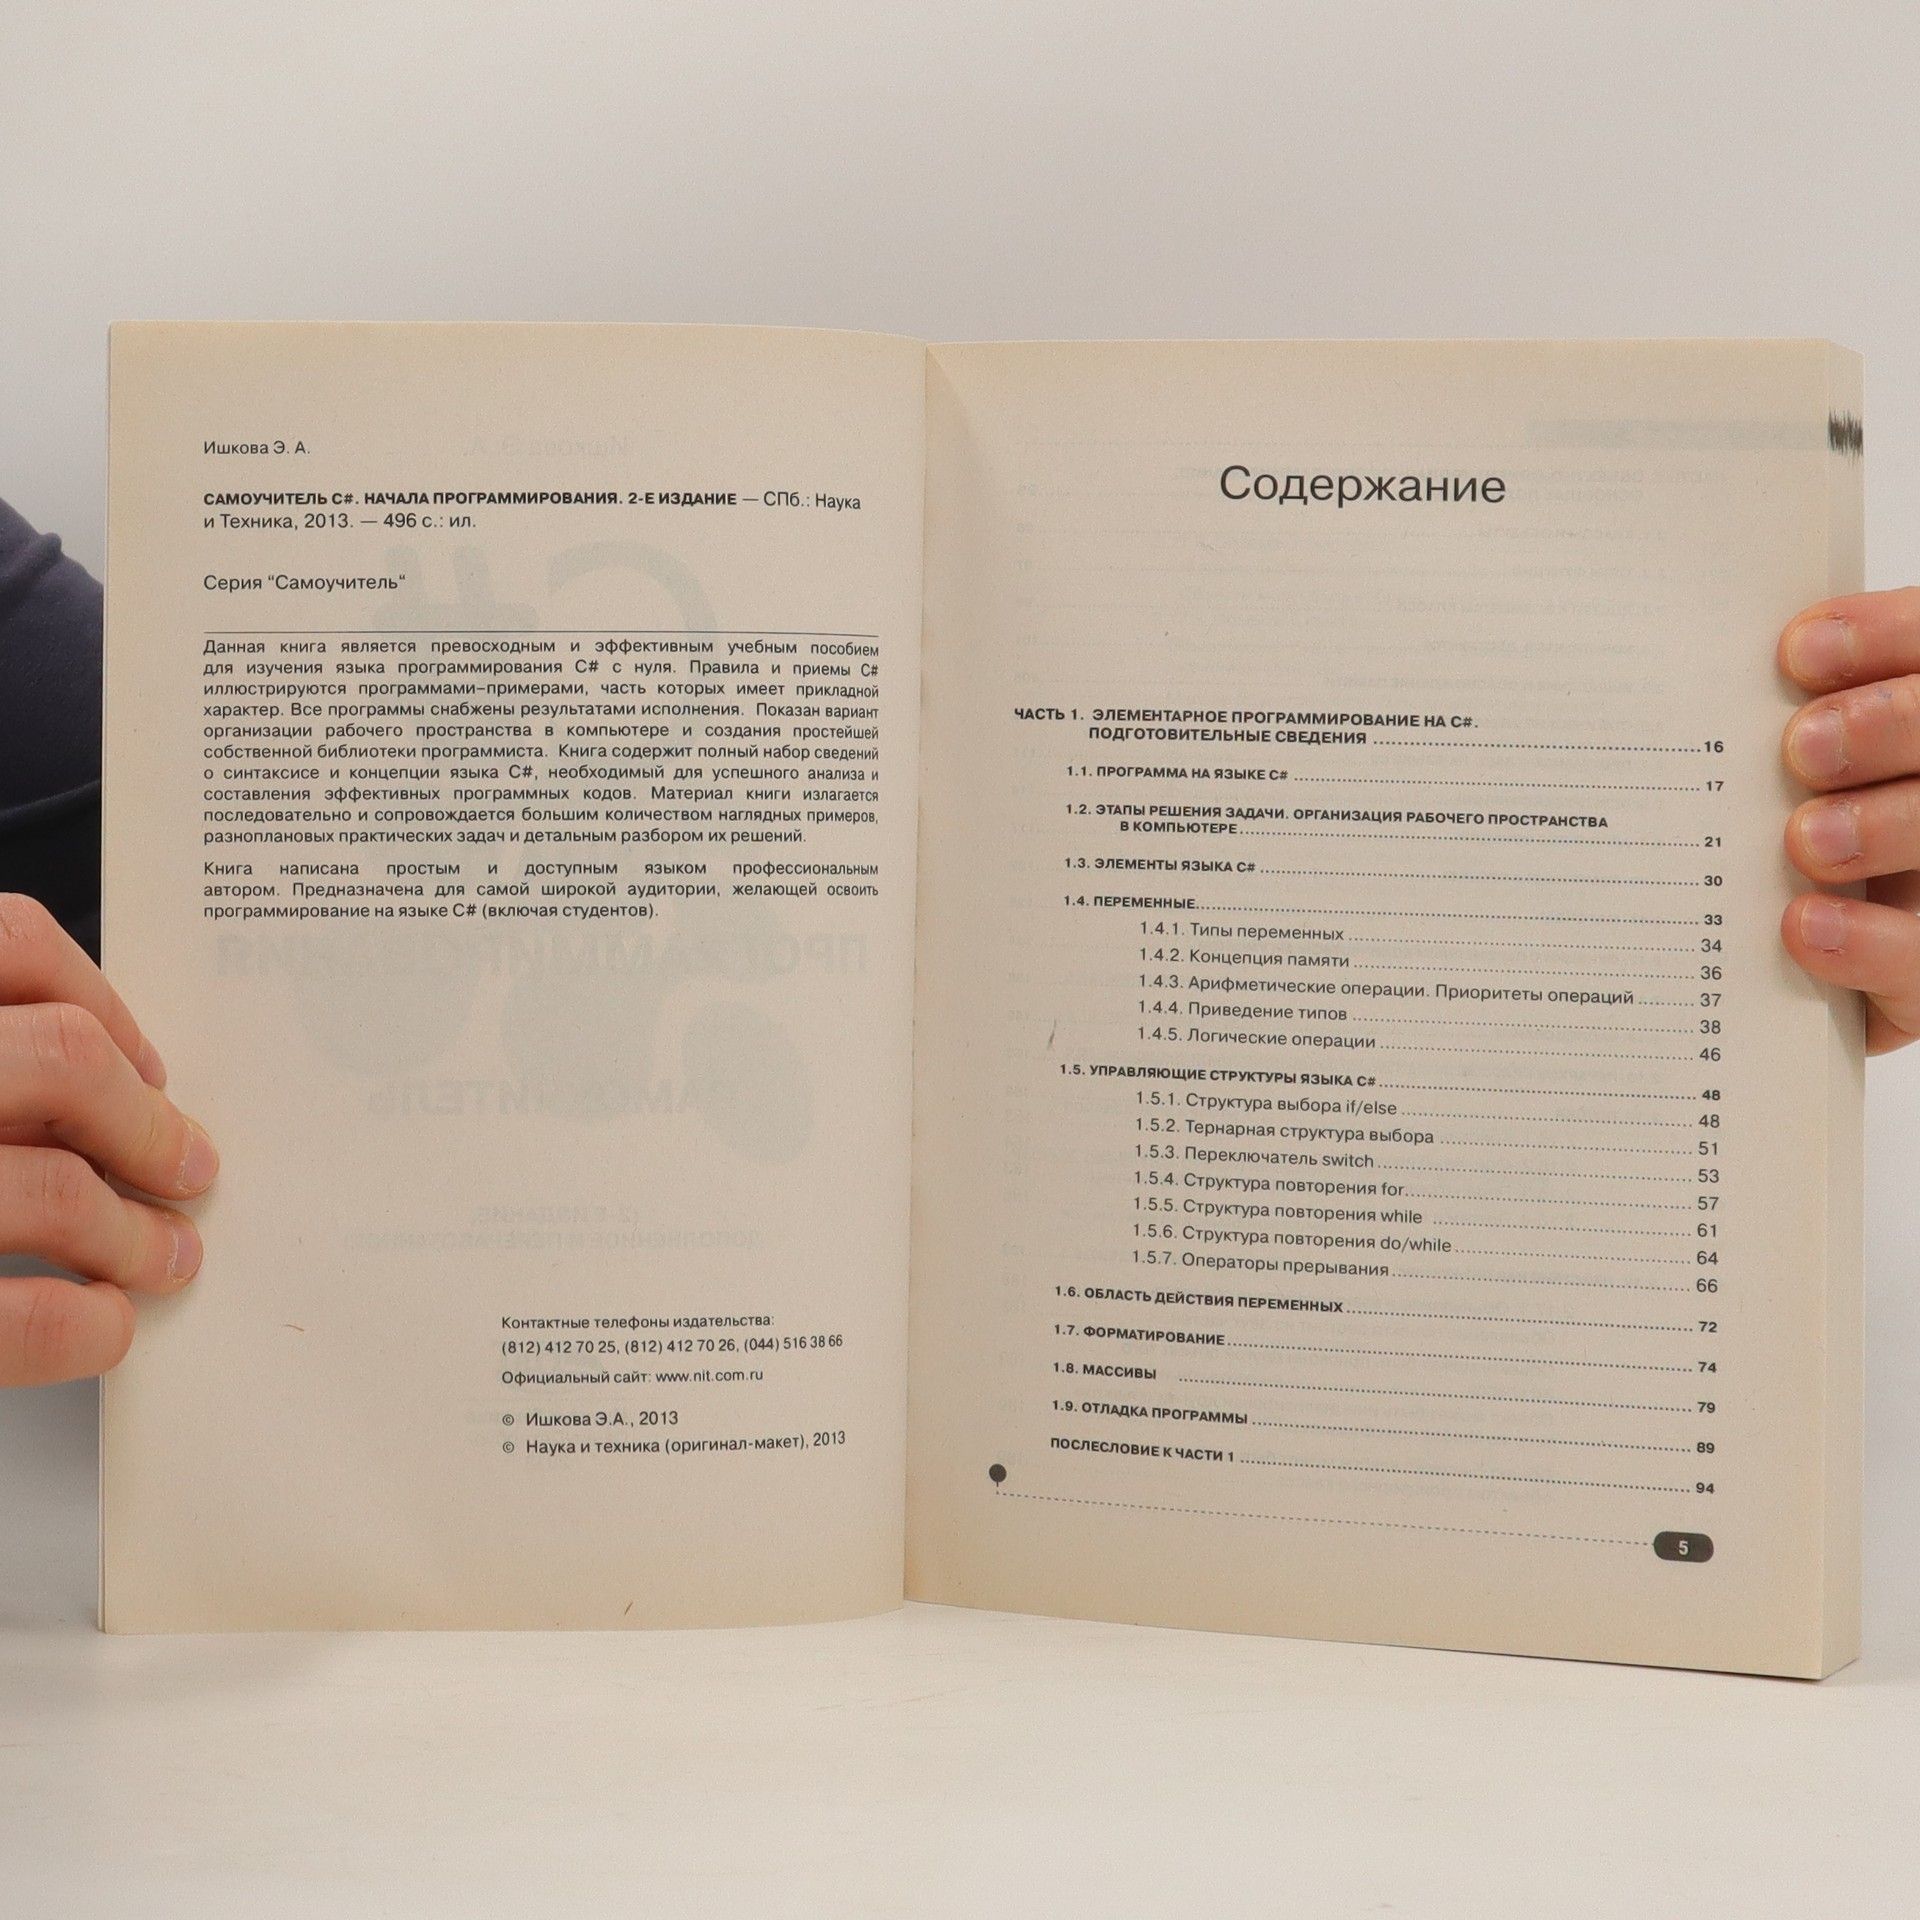 Ишкова Э. А.
САМОУЧИТЕЛЬ C#. НАЧАЛА ПРОГРАММИРОВАНИЯ. 2-Е ИЗДАНИЕ — СПб.: Наука
и Техника, 2013. — 496 с.: ил.
Серия “Самоучитель“
Данная книга является превосходным и эффективным учебным пособием
для изучения языка программирования C# с нуля. Правила и приемы C#
иллюстрируются программами–примерами, часть которых имеет прикладной
характер. Все программы снабжены результатами исполнения. Показан вариант
организации рабочего пространства в компьютере и создания простейшей
собственной библиотеки программиста. Книга содержит полный набор сведений
о синтаксисе и концепции языка C#, необходимый для успешного анализа и
составления эффективных программных кодов. Материал книги излагается
последовательно и сопровождается большим количеством наглядных примеров,
разноплановых практических задач и детальным разбором их решений.
Книга написана простым и доступным языком профессиональным
автором. Предназначена для самой широкой аудитории, желающей освоить
программирование на языке C# (включая студентов).
Контактные телефоны издательства:
(812) 412 70 25, (812) 412 70 26, (044) 516 38 66
Официальный сайт: www.nit.com.ru
© Ишкова Э.А., 2013
© Наука и техника (оригинал-макет), 2013
Содержание
ЧАСТЬ 1. ЭЛЕМЕНТАРНОЕ ПРОГРАММИРОВАНИЕ НА C#.
ПОДГОТОВИТЕЛЬНЫЕ СВЕДЕНИЯ ........ 16
1.1. ПРОГРАММА НА ЯЗЫКЕ C# ........ 17
1.2. ЭТАПЫ РЕШЕНИЯ ЗАДАЧИ. ОРГАНИЗАЦИЯ РАБОЧЕГО ПРОСТРАНСТВА
В КОМПЬЮТЕРЕ ........ 21
1.3. ЭЛЕМЕНТЫ ЯЗЫКА C# ........ 30
1.4. ПЕРЕМЕННЫЕ ........ 33
1.4.1. Типы переменных ........ 34
1.4.2. Концепция памяти ........ 36
1.4.3. Арифметические операции. Приоритеты операций ........ 37
1.4.4. Приведение типов ........ 38
1.4.5. Логические операции ........ 46
1.5. УПРАВЛЯЮЩИЕ СТРУКТУРЫ ЯЗЫКА C# ........ 48
1.5.1. Структура выбора if/else ........ 48
1.5.2. Тернарная структура выбора ........ 51
1.5.3. Переключатель switch ........ 53
1.5.4. Структура повторения for ........ 57
1.5.5. Структура повторения while ........ 61
1.5.6. Структура повторения do/while ........ 64
1.5.7. Операторы прерывания ........ 66
1.6. ОБЛАСТЬ ДЕЙСТВИЯ ПЕРЕМЕННЫХ ........ 72
1.7. ФОРМАТИРОВАНИЕ ........ 74
1.8. МАССИВЫ ........ 79
1.9. ОТЛАДКА ПРОГРАММЫ ........ 89
ПОСЛЕСЛОВИЕ К ЧАСТИ 1 ........ 94
5